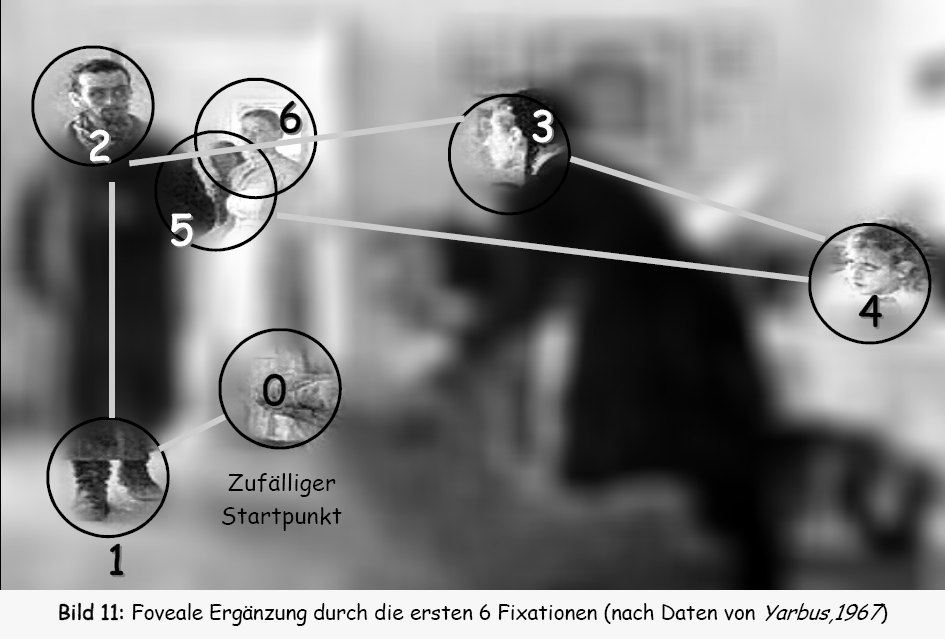 2
6
3
5
4
0
Zufälliger
Startpunkt
1
Bild 11: Foveale Ergänzung durch die ersten 6 Fixationen (nach Daten von Yarbus,1967)